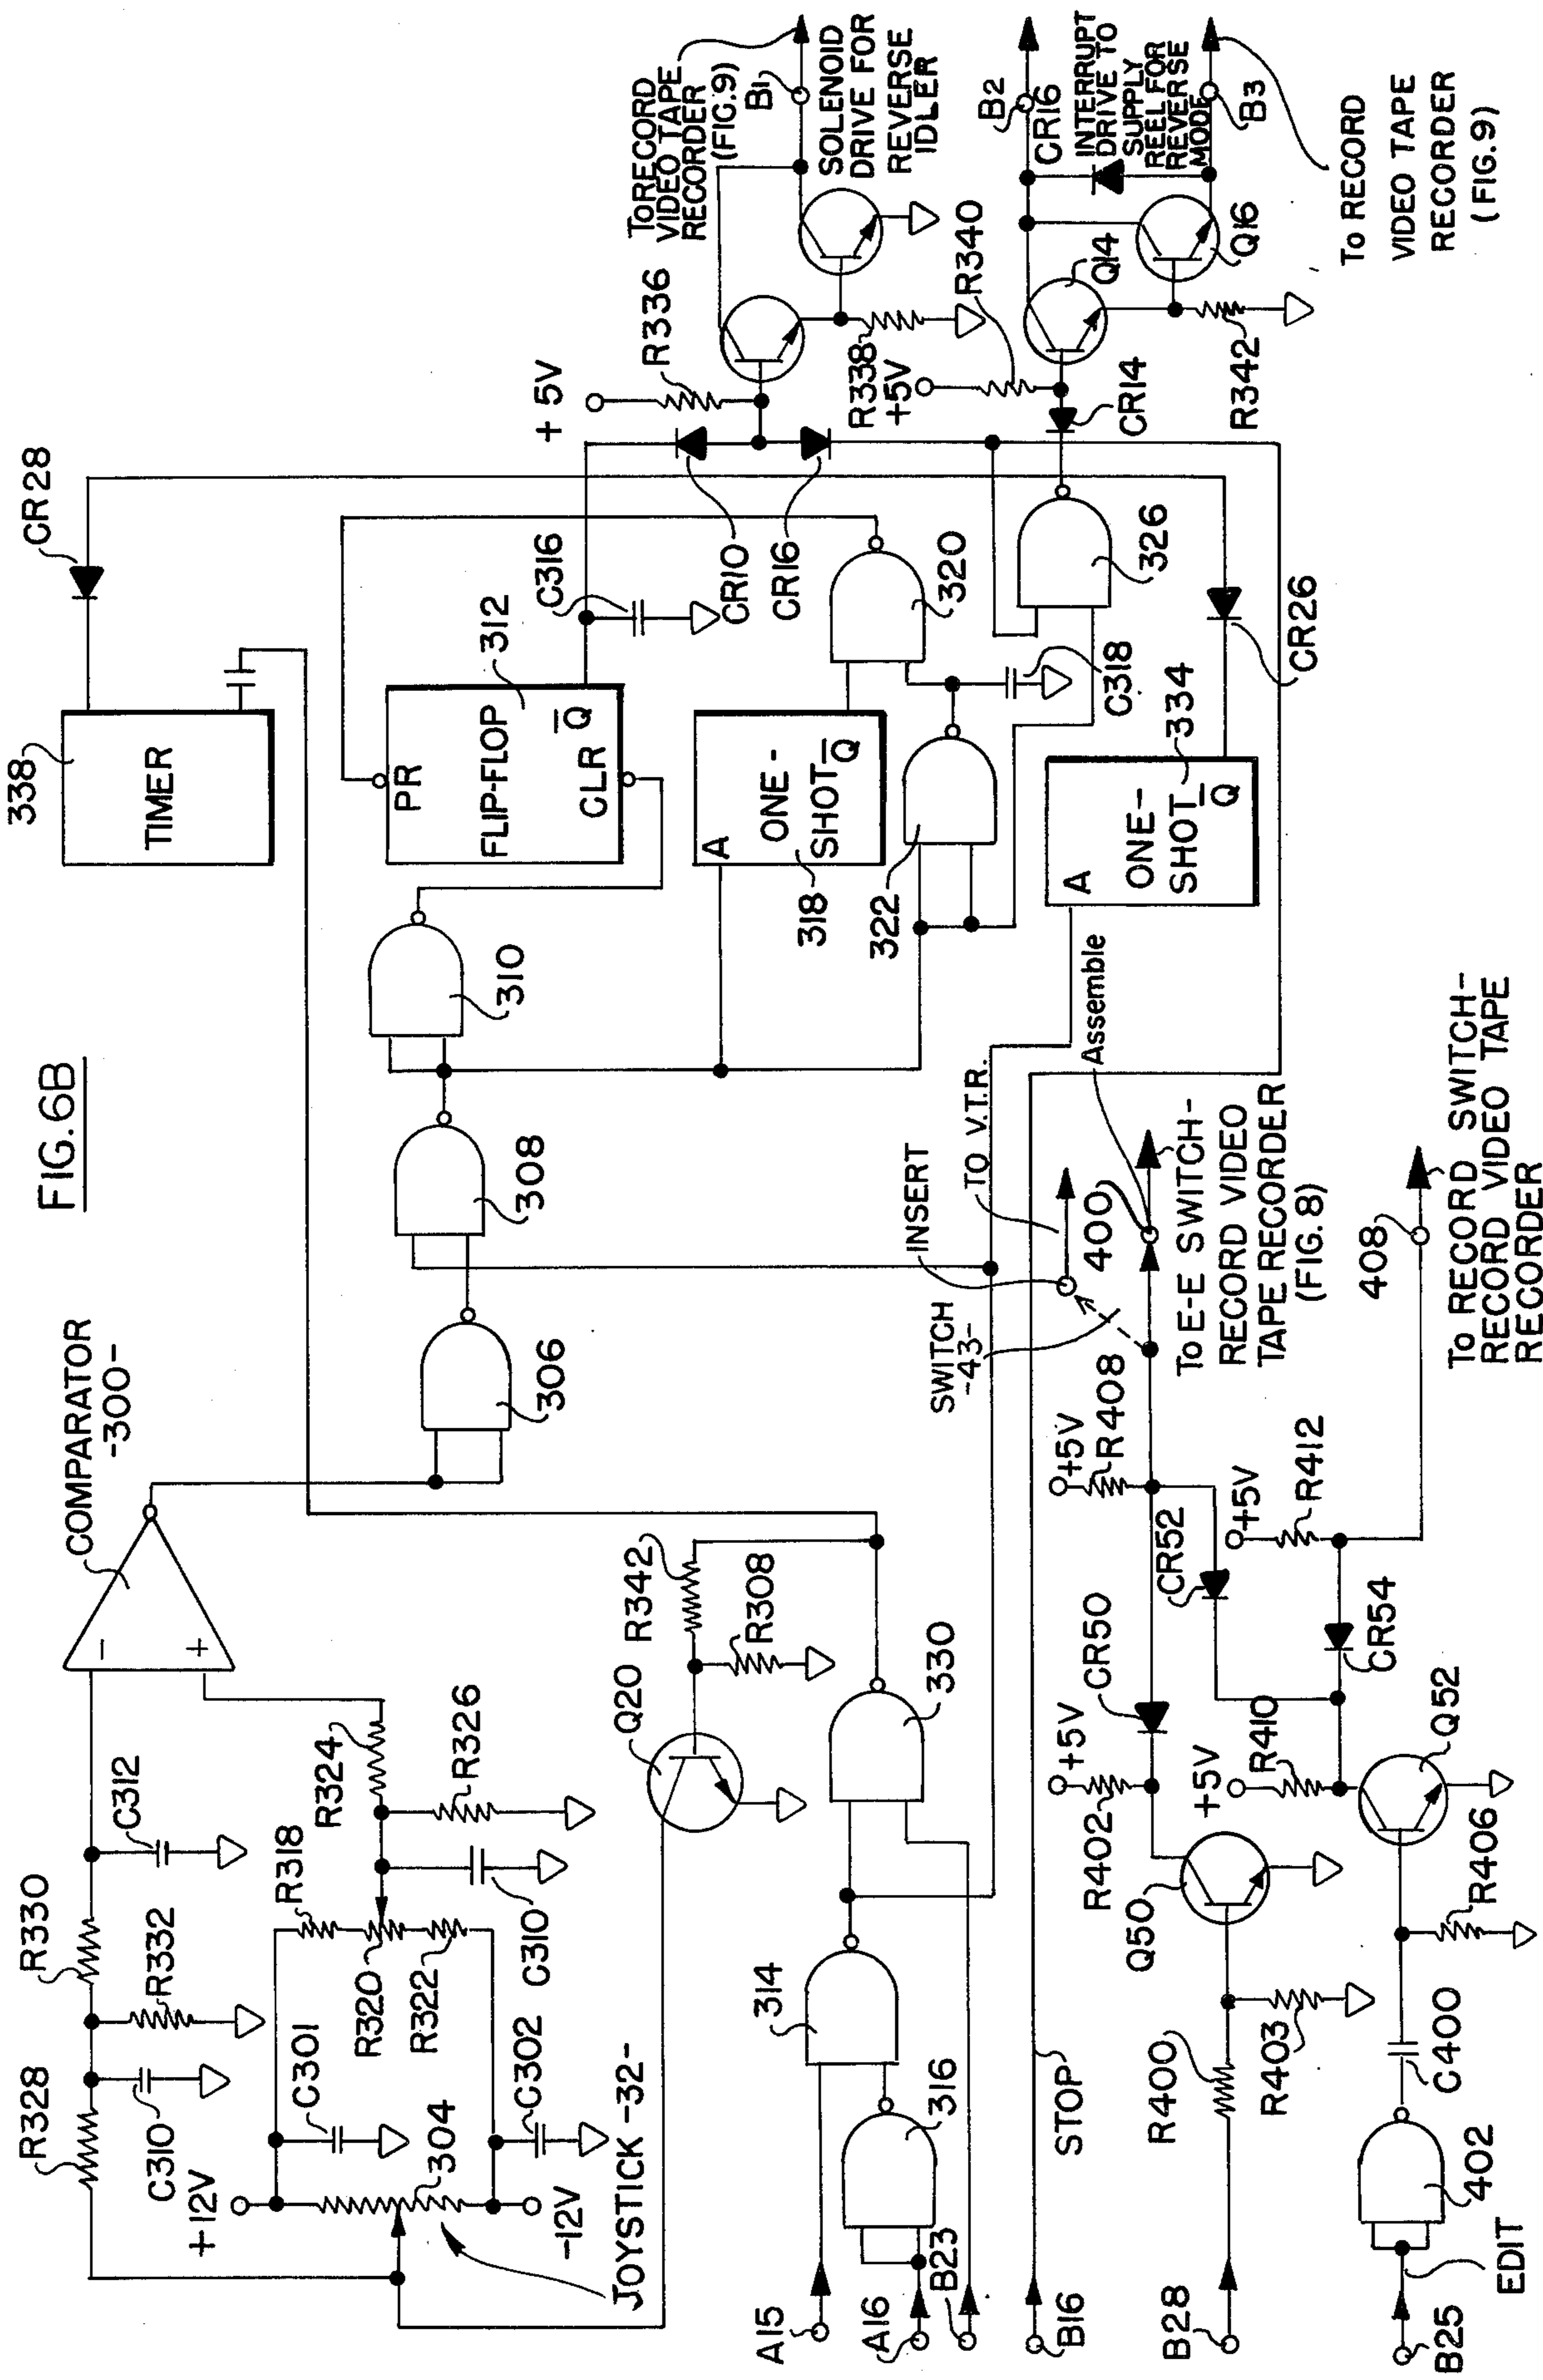 FIG.6B
COMPARATOR
-300-
R328
R330
C310
R332
C312
+12V
C301
304
C302
-12V
JOYSTICK -32-
R318
R320
R322
C310
R324
R326
Q20
R342
R308
306
308
310
338
TIMER
CR28
PR
FLIP-FLOP
Q
CLR
312
C316
A
ONE-
SHOT
Q
318
320
322
C318
A
ONE-
SHOT
Q
334
326
CR26
CR10
CR16
+5V
R336
R338
+5V
R340
CR14
R342
Q14
Q16
CR16
B1
B2
B3
To RECORD
VIDEO TAPE
RECORDER
(FIG.9)
SOLENOID
DRIVE FOR
REVERSE
IDLER
INTERRUPT
DRIVE TO
SUPPLY
REEL FOR
REVERSE
MODE
To RECORD
VIDEO TAPE
RECORDER
(FIG.9)
A15
A16
B23
B16
STOP
314
316
330
B28
R400
R403
Q50
R402
+5V
CR50
CR52
+5V
R408
SWITCH
-43-
INSERT
TO V.T.R.
400
Assemble
To E-E SWITCH-
RECORD VIDEO
TAPE RECORDER
(FIG. 8)
B25
EDIT
402
C400
R406
Q52
+5V
R410
CR54
+5V
R412
408
To RECORD SWITCH-
RECORD VIDEO TAPE
RECORDER